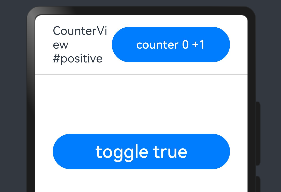 CounterVi
ew
#positive
counter 0 +1
toggle true